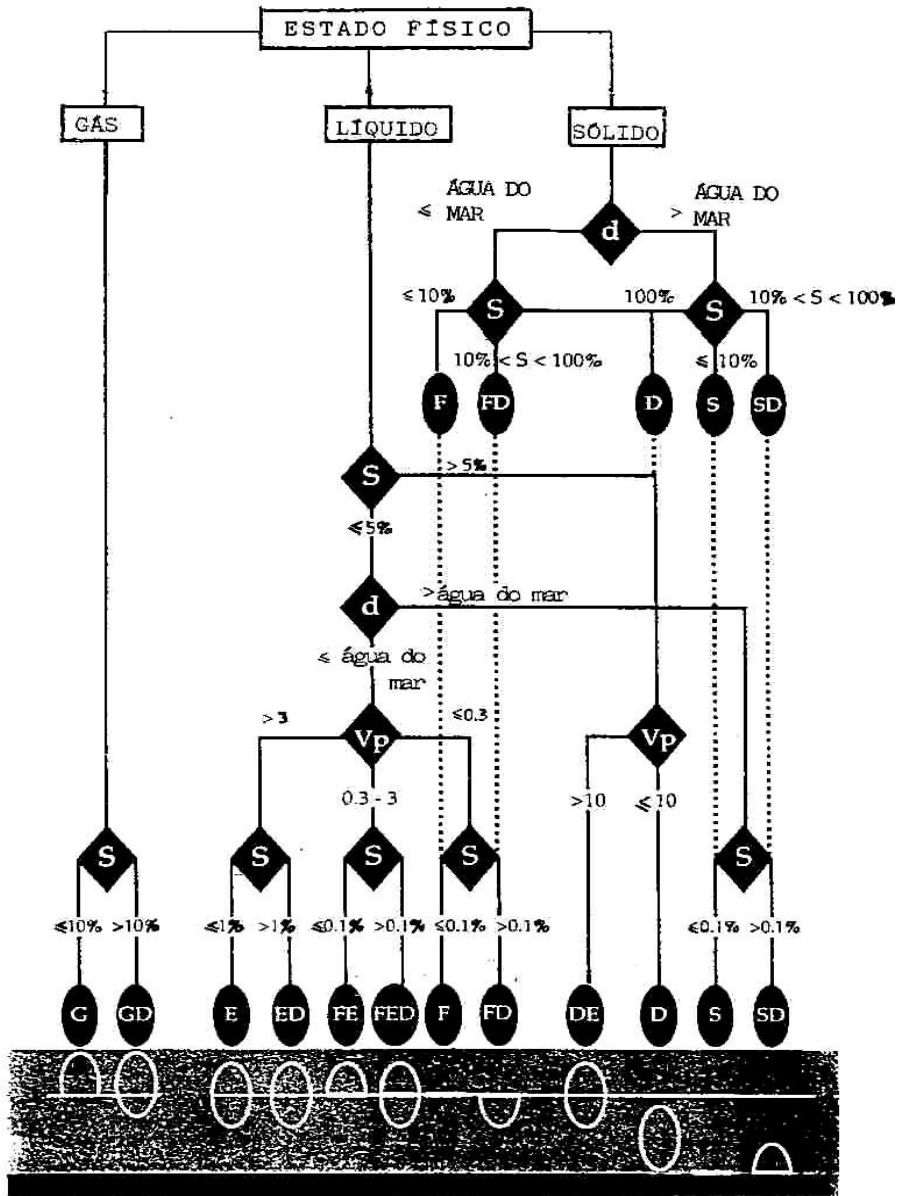 ESTADO FÍSICO
GÁS
LÍQUIDO
SÓLIDO
≤ ÁGUA DO MAR
d
> ÁGUA DO MAR
≤10%
S
100%
S
10% < S < 100%
10% < S < 100%
≤ 10%
F
FD
D
S
SD
S
>5%
≤5%
d
>água do mar
≤ água do
mar
>3
Vp
≤0.3
Vp
0.3 - 3
>10
≤10
S
S
S
S
S
≤10%
>10%
≤1%
>1%
≤0.1%
>0.1%
≤0.1%
>0.1%
≤0.1%
>0.1%
G
GD
E
ED
FE
FED
F
FD
DE
D
S
SD